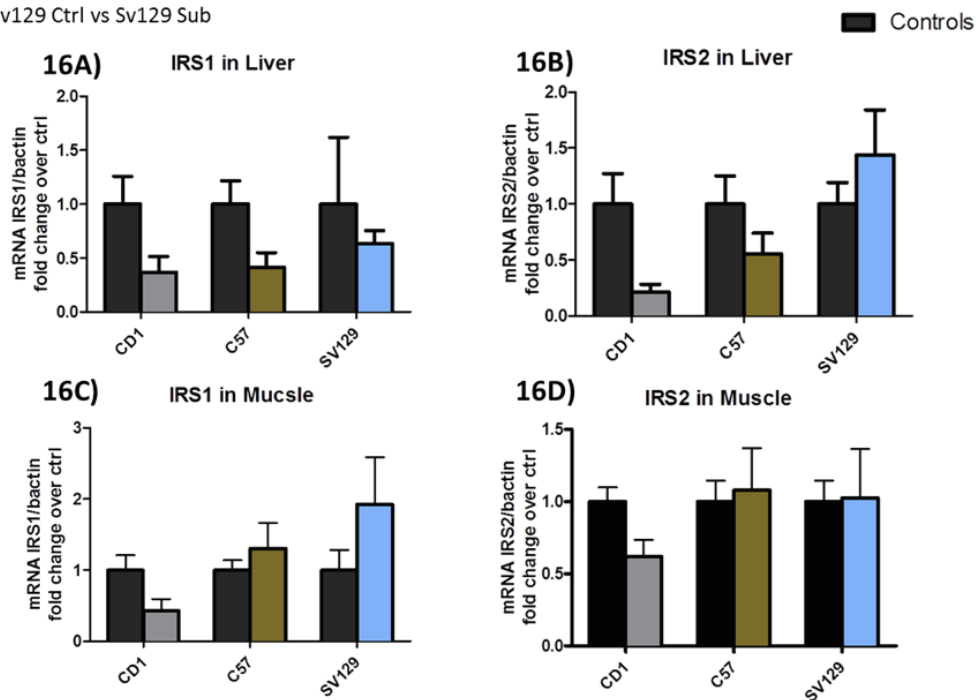 v129 Ctrl vs Sv129 Sub
Controls
16A)
IRS1 in Liver
mRNA IRS1/bactin
fold change over ctrl
2.0
1.5
1.0
0.5
0.0
CD1
C57
SV129
16B)
IRS2 in Liver
mRNA IRS2/bactin
fold change over ctrl
2.0
1.5
1.0
0.5
0.0
CD1
C57
SV129
16C)
IRS1 in Mucsle
mRNA IRS1/bactin
fold change over ctrl
3
2
1
0
CD1
C57
SV129
16D)
IRS2 in Muscle
mRNA IRS2/bactin
fold change over ctrl
1.5
1.0
0.5
0.0
CD1
C57
SV129